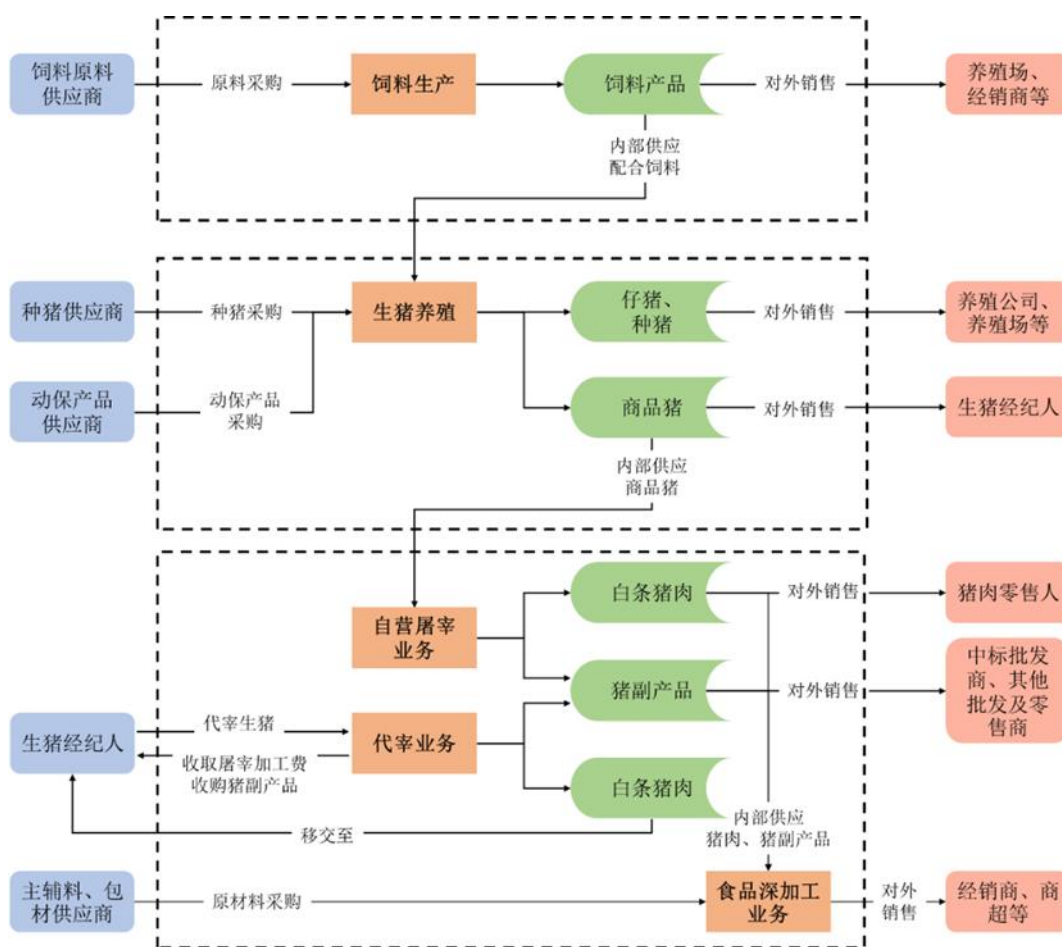 饲料原料
供应商
原料采购
饲料生产
饲料产品
对外销售
养殖场、
经销商等
内部供应
配合饲料
种猪供应商
种猪采购
生猪养殖
仔猪、
种猪
对外销售
养殖公司、
养殖场等
动保产品
供应商
动保产品
采购
商品猪
对外销售
生猪经纪人
内部供应
商品猪
自营屠宰
业务
白条猪肉
对外销售
猪肉零售人
猪副产品
对外销售
中标批发
商、其他
批发及零
售商
生猪经纪人
代宰生猪
收取屠宰加工费
收购猪副产品
代宰业务
白条猪肉
移交至
内部供应
猪肉、猪副产品
主辅料、包
材供应商
原材料采购
食品深加工
业务
对外
销售
经销商、商
超等